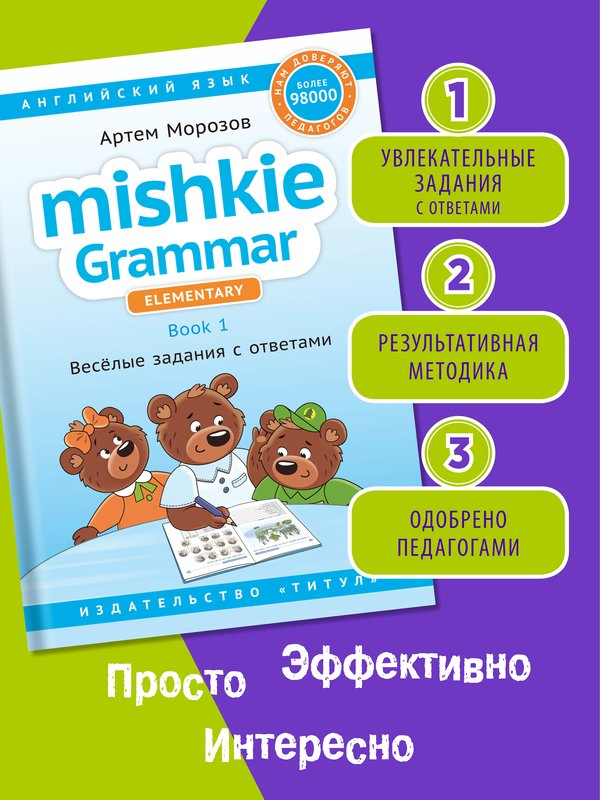 АНГЛИЙСКИЙ ЯЗЫК
НАМ ДОВЕРЯЮТ
БОЛЕЕ
98000
ПЕДАГОГОВ
Артем Морозов
mishkie
Grammar
ELEMENTARY
Book 1
Весёлые задания с ответами
ИЗДАТЕЛЬСТВО «ТИТУЛ»
1
УВЛЕКАТЕЛЬНЫЕ
ЗАДАНИЯ
С ОТВЕТАМИ
2
РЕЗУЛЬТАТИВНАЯ
МЕТОДИКА
3
ОДОБРЕНО
ПЕДАГОГАМИ
Просто
Эффективно
Интересно